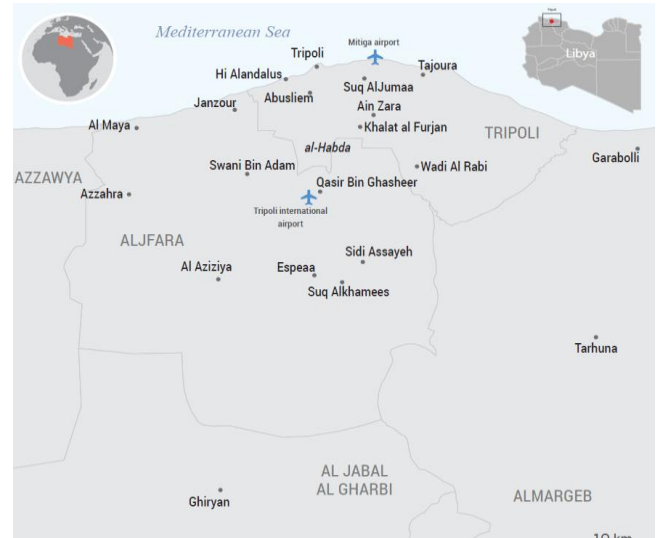 Mediterranean Sea
Tripoli
Mitiga airport
Libya
Hi Alandalus
Tajoura
Suq AlJumaa
Abusliem
Janzour
Ain Zara
Al Maya
Khalat al Furjan
TRIPOLI
al-Habda
Garabolli
Swani Bin Adam
Wadi Al Rabi
AZZAWYA
Qasir Bin Ghasheer
Azzahra
Tripoli international
airport
ALJFARA
Sidi Assayeh
Al Aziziya
Espeaa
Suq Alkhamees
Tarhuna
AL JABAL
AL GHARBI
Ghiryan
ALMARGEB
10 km